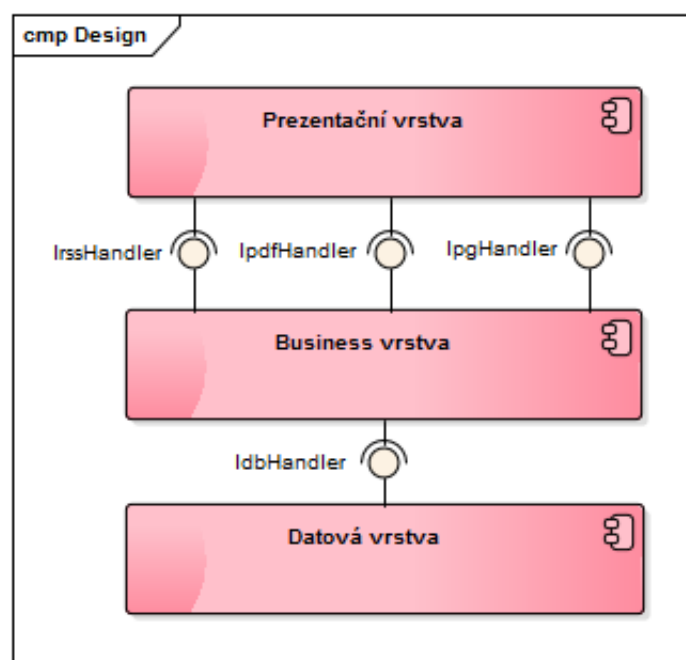 cmp Design
Prezentační vrstva
IrssHandler
IpdfHandler
IpgHandler
Business vrstva
IdbHandler
Datová vrstva